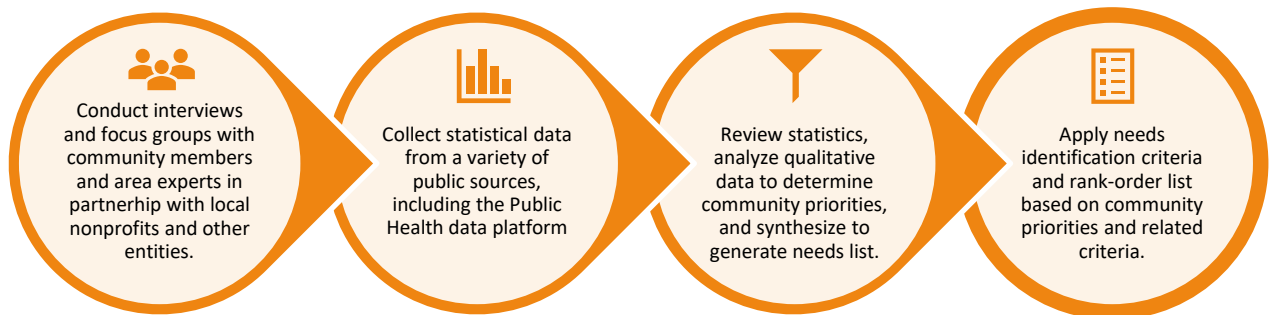 Conduct interviews
and focus groups with
community members
and area experts in
partnerhip with local
nonprofits and other
entities.
Collect statistical data
from a variety of
public sources,
including the Public
Health data platform
Review statistics,
analyze qualitative
data to determine
community priorities,
and synthesize to
generate needs list.
Apply needs
identification criteria
and rank-order list
based on community
priorities and related
criteria.